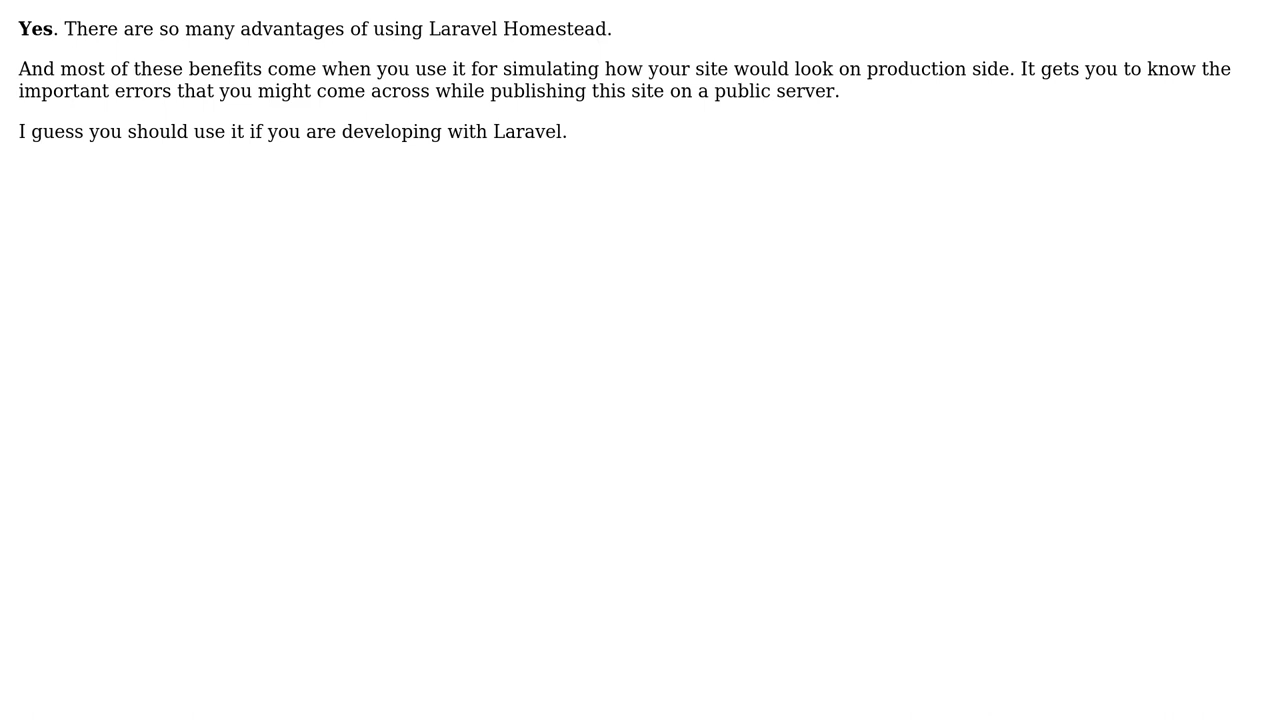 Yes. There are so many advantages of using Laravel Homestead.
And most of these benefits come when you use it for simulating how your site would look on production side. It gets you to know the
important errors that you might come across while publishing this site on a public server.
I guess you should use it if you are developing with Laravel.